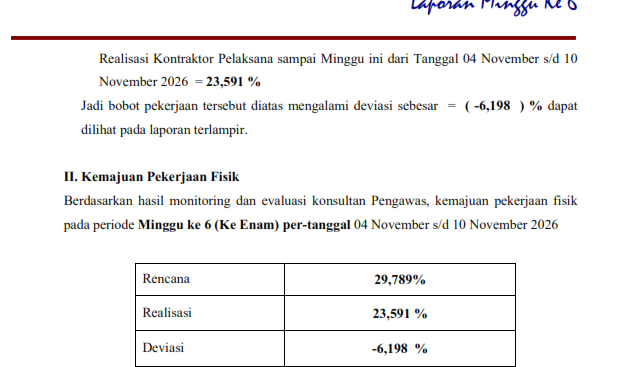 Laporan Minggu Ke 6
Realisasi Kontraktor Pelaksana sampai Minggu ini dari Tanggal 04 November s/d 10
November 2026 = 23,591 %
Jadi bobot pekerjaan tersebut diatas mengalami deviasi sebesar = ( -6,198 ) % dapat
dilihat pada laporan terlampir.
II. Kemajuan Pekerjaan Fisik
Berdasarkan hasil monitoring dan evaluasi konsultan Pengawas, kemajuan pekerjaan fisik
pada periode Minggu ke 6 (Ke Enam) per-tanggal 04 November s/d 10 November 2026
Rencana 29,789%
Realisasi 23,591 %
Deviasi -6,198 %